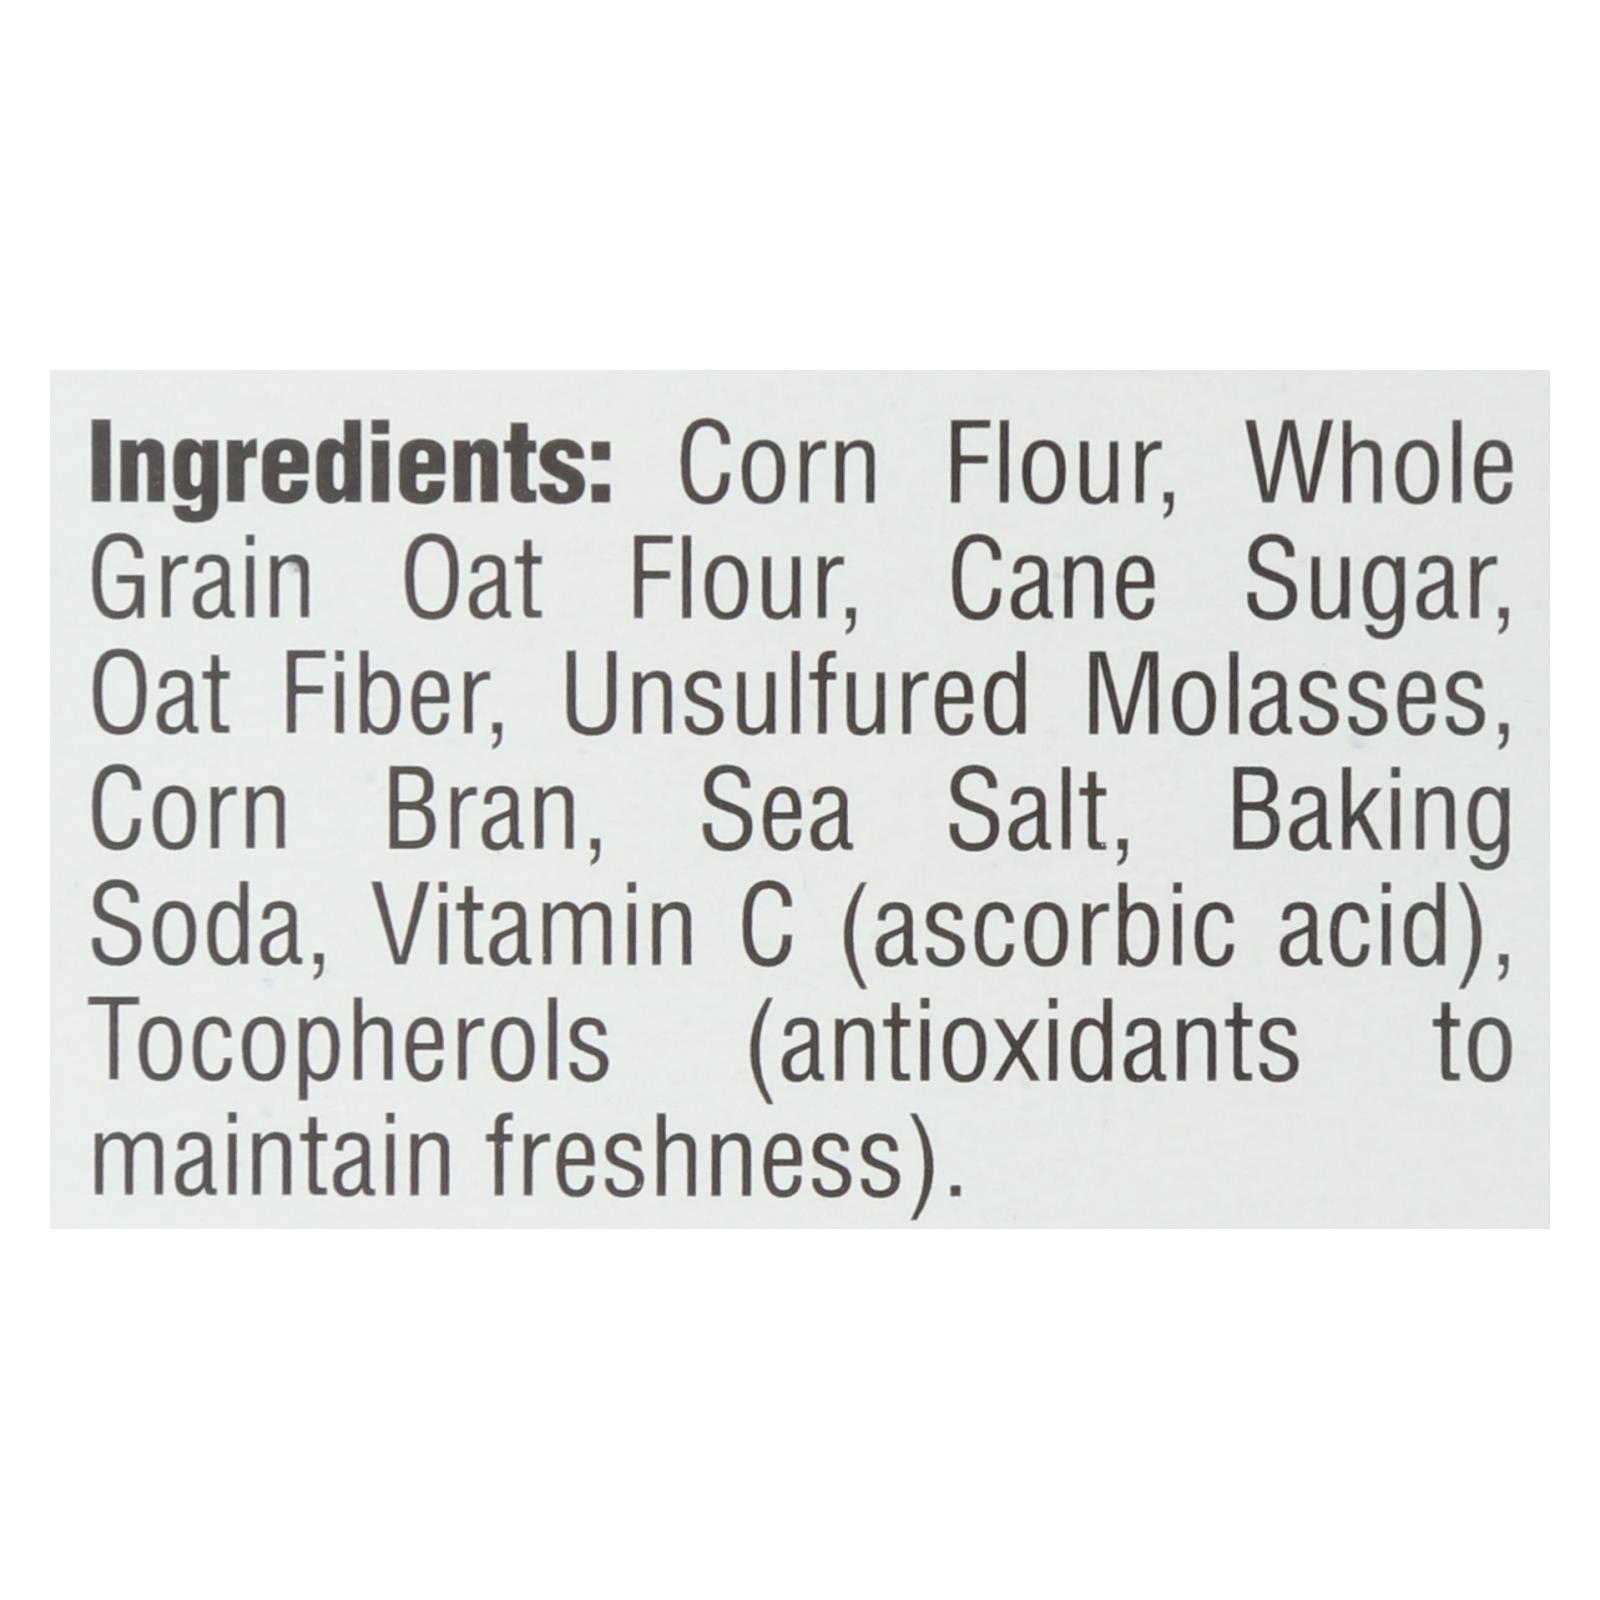 Ingredients: Corn Flour, Whole
Grain Oat Flour, Cane Sugar,
Oat Fiber, Unsulfured Molasses,
Corn Bran, Sea Salt, Baking
Soda, Vitamin C (ascorbic acid),
Tocopherols (antioxidants to
maintain freshness).